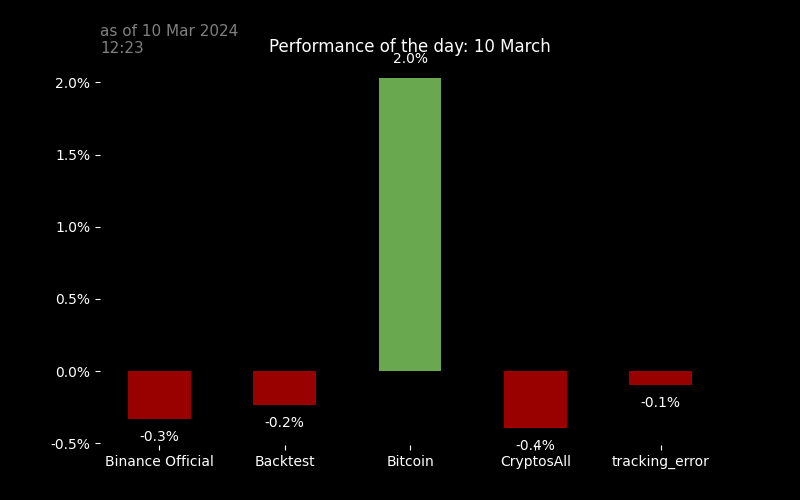 as of 10 Mar 2024
12:23
Performance of the day: 10 March
2.0%
2.0%
1.5%
1.0%
0.5%
0.0%
-0.5%
-0.3%
-0.2%
-0.4%
-0.1%
Binance Official
Backtest
Bitcoin
CryptosAll
tracking_error